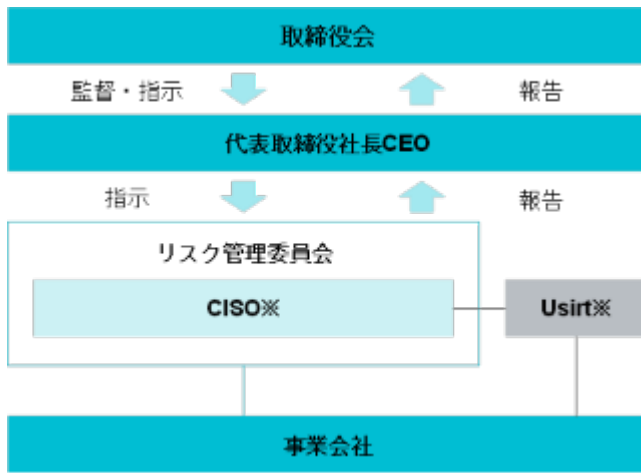 取締役会
監督・指示
報告
代表取締役社長CEO
指示
報告
リスク管理委員会
CISO※
Usirt※
事業会社